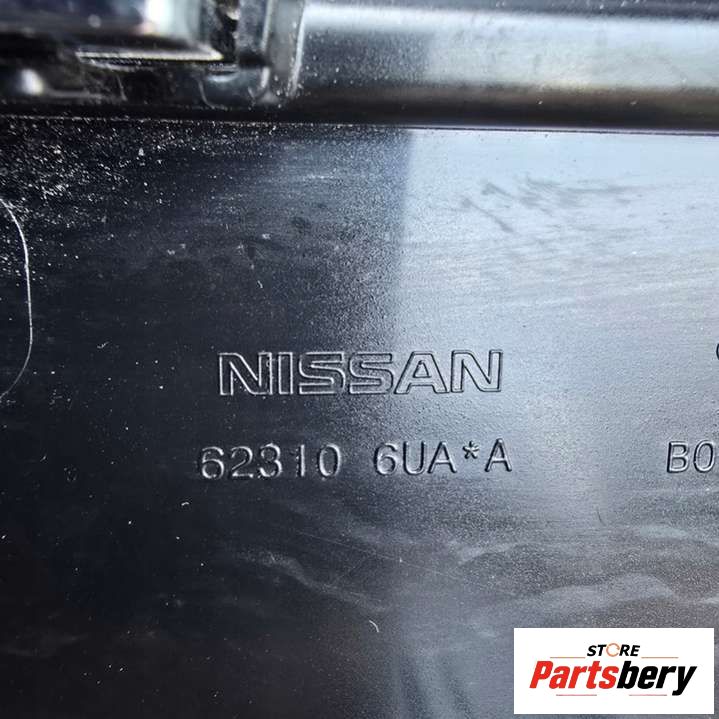 NISSAN
62310 6UA*A
B0
STORE
Partsbery